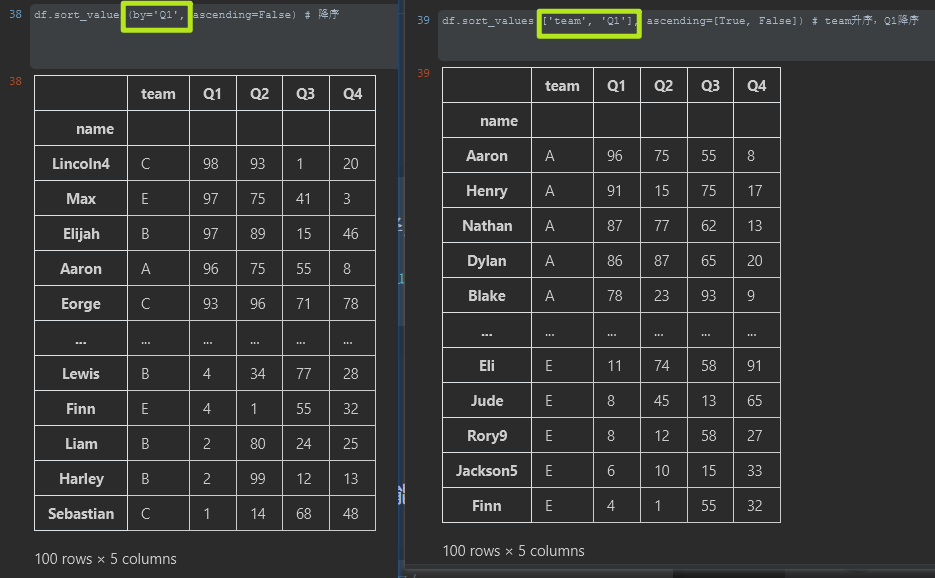 38 df.sort_values(by='Q1', ascending=False) # 降序
38
team Q1 Q2 Q3 Q4
name
Lincoln4 C 98 93 1 20
Max E 97 75 41 3
Elijah B 97 89 15 46
Aaron A 96 75 55 8
Eorge C 93 96 71 78
... ... ... ... ... ...
Lewis B 4 34 77 28
Finn E 4 1 55 32
Liam B 2 80 24 25
Harley B 2 99 12 13
Sebastian C 1 14 68 48
100 rows × 5 columns
39 df.sort_values(['team', 'Q1'], ascending=[True, False]) # team升序，Q1降序
39
team Q1 Q2 Q3 Q4
name
Aaron A 96 75 55 8
Henry A 91 15 75 17
Nathan A 87 77 62 13
Dylan A 86 87 65 20
Blake A 78 23 93 9
... ... ... ... ... ...
Eli E 11 74 58 91
Jude E 8 45 13 65
Rory9 E 8 12 58 27
Jackson5 E 6 10 15 33
Finn E 4 1 55 32
100 rows × 5 columns